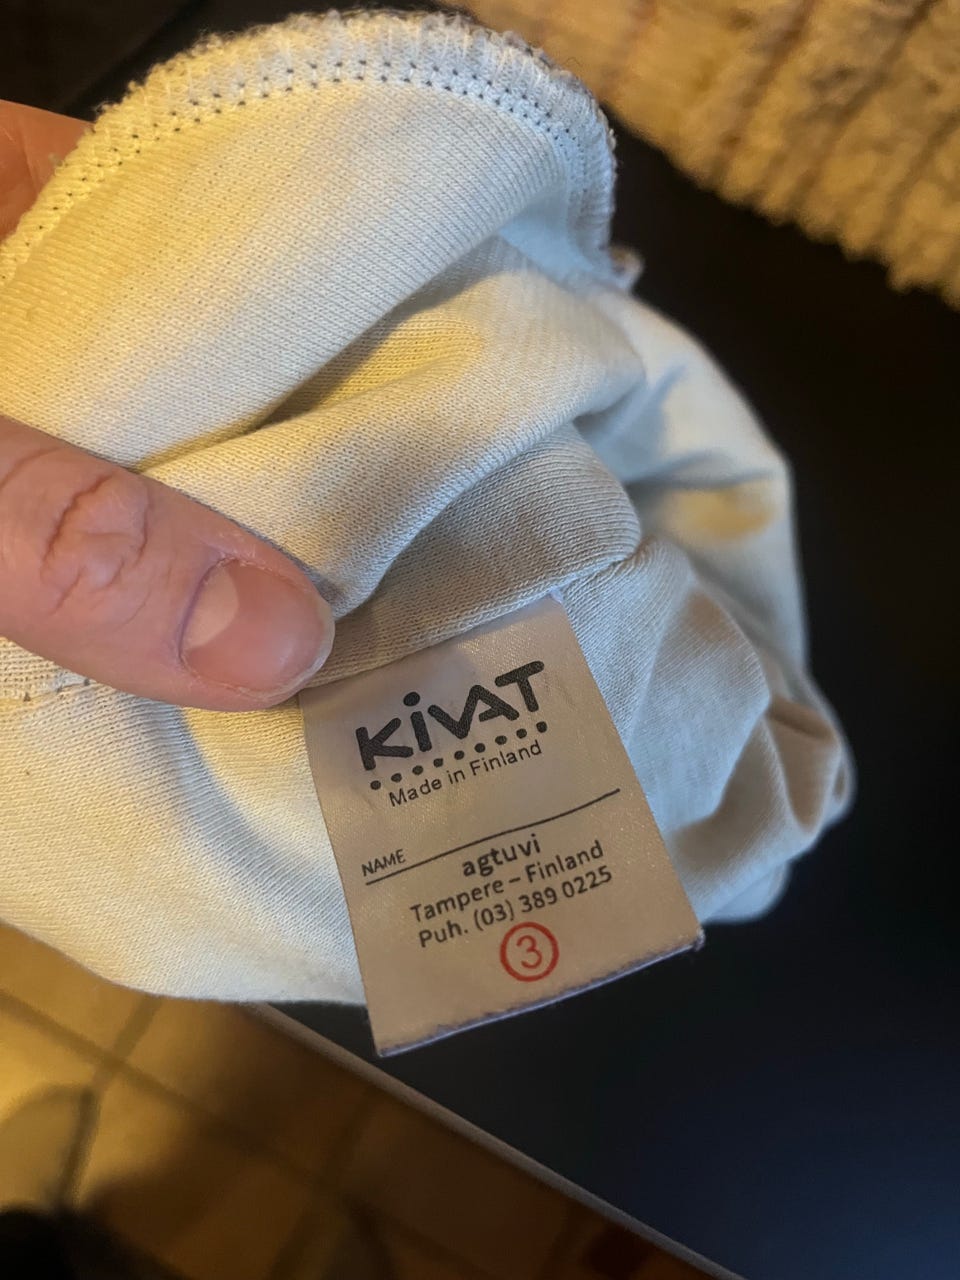 KiVAT
Made in Finland
NAME
agtuvi
Tampere – Finland
Puh. (03) 389 0225
3